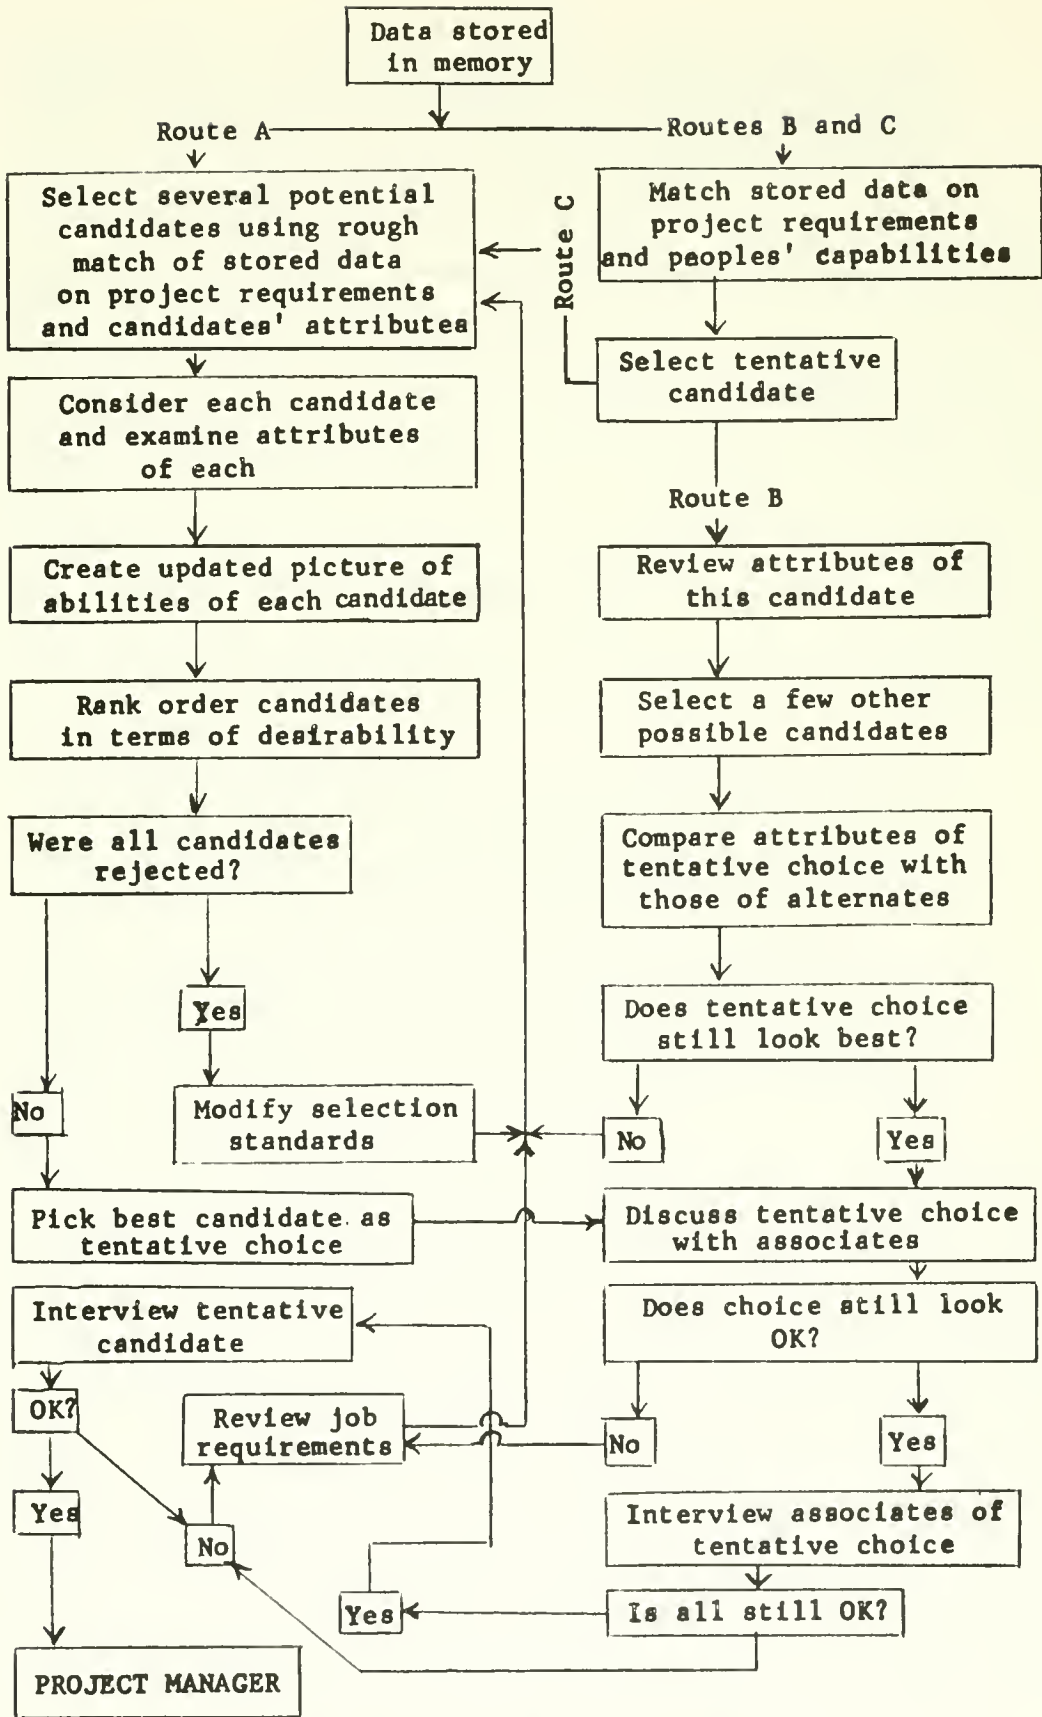 Data stored
in memory
Route A
Routes B and C
Select several potential
candidates using rough
match of stored data
on project requirements
and candidates' attributes
Route C
Match stored data on
project requirements
and peoples' capabilities
Select tentative
candidate
Consider each candidate
and examine attributes
of each
Route B
Create updated picture of
abilities of each candidate
Review attributes of
this candidate
Rank order candidates
in terms of desirability
Select a few other
possible candidates
Were all candidates
rejected?
Compare attributes of
tentative choice with
those of alternates
Yes
Does tentative choice
still look best?
No
Modify selection
standards
No
Yes
Pick best candidate as
tentative choice
Discuss tentative choice
with associates
Interview tentative
candidate
Does choice still look
OK?
OK?
Review job
requirements
No
Yes
Yes
No
Interview associates of
tentative choice
Yes
Is all still OK?
PROJECT MANAGER